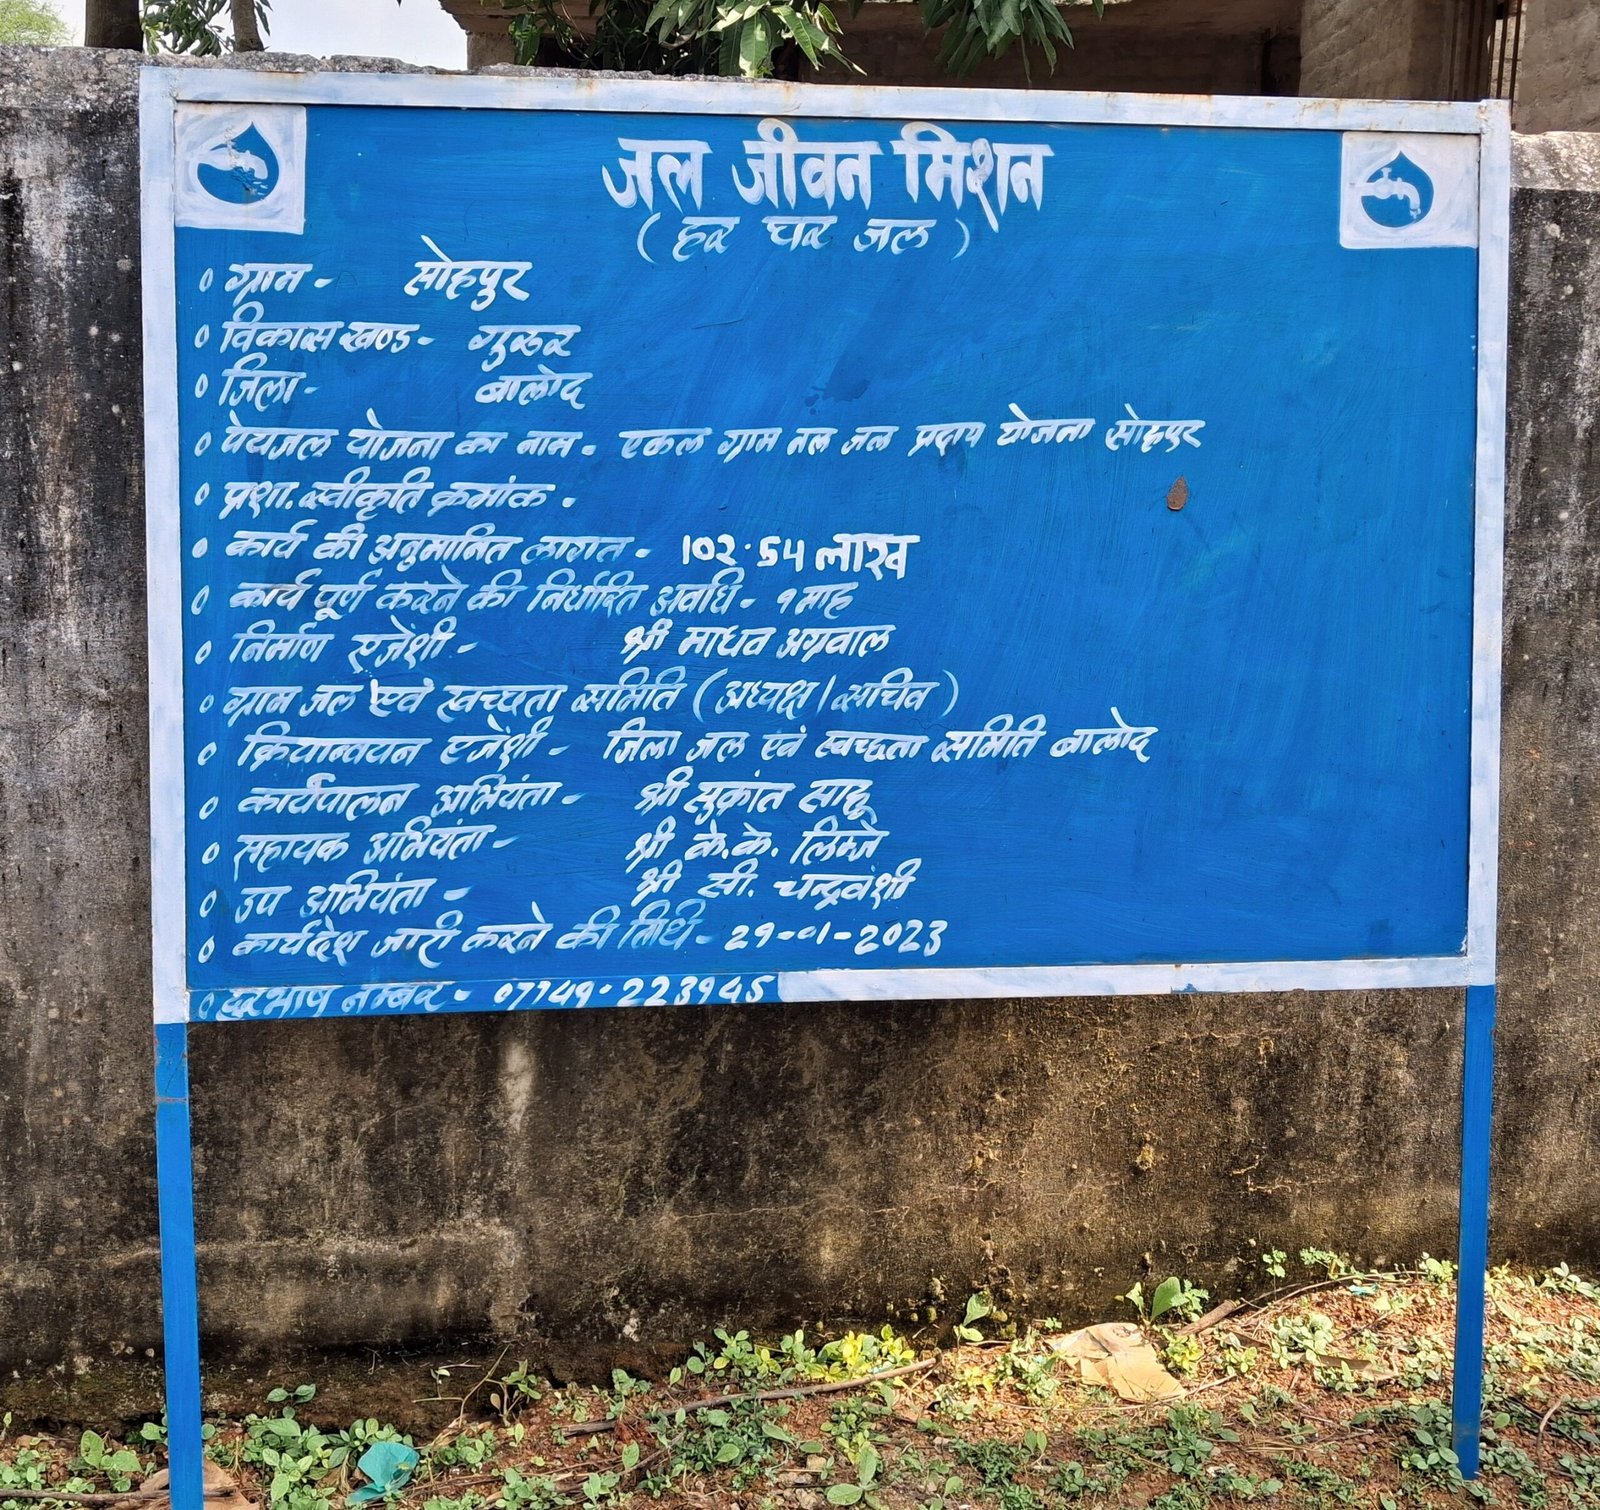 जल जीवन मिशन
( हर घर जल )
० ग्राम - सोहपुर
० विकास खण्ड - गुरूर
० जिला - बालोद
० पेयजल योजना का नाम - एकल ग्राम नल जल प्रदाय योजना सोहपुर
० प्रशा. स्वीकृति क्रमांक -
० कार्य की अनुमानित लागत - 102.54 लाख
० कार्य पूर्ण करने की निर्धारित अवधि - ९ माह
० निर्माण एजेंशी - श्री माधव अग्रवाल
० ग्राम जल एवं स्वच्छता समिति ( अध्यक्ष / सचिव )
० क्रियान्वयन एजेंशी - जिला जल एवं स्वच्छता समिति बालोद
० कार्यपालन अभियंता - श्री सुक्रांत साहू
० सहायक अभियंता - श्री के.के. लिम्जे
० उप अभियंता - श्री सी. चन्द्रवंशी
० कार्यदेश जारी करने की तिथि - 29-01-2023
० दूरभाष नम्बर - 07749-223945